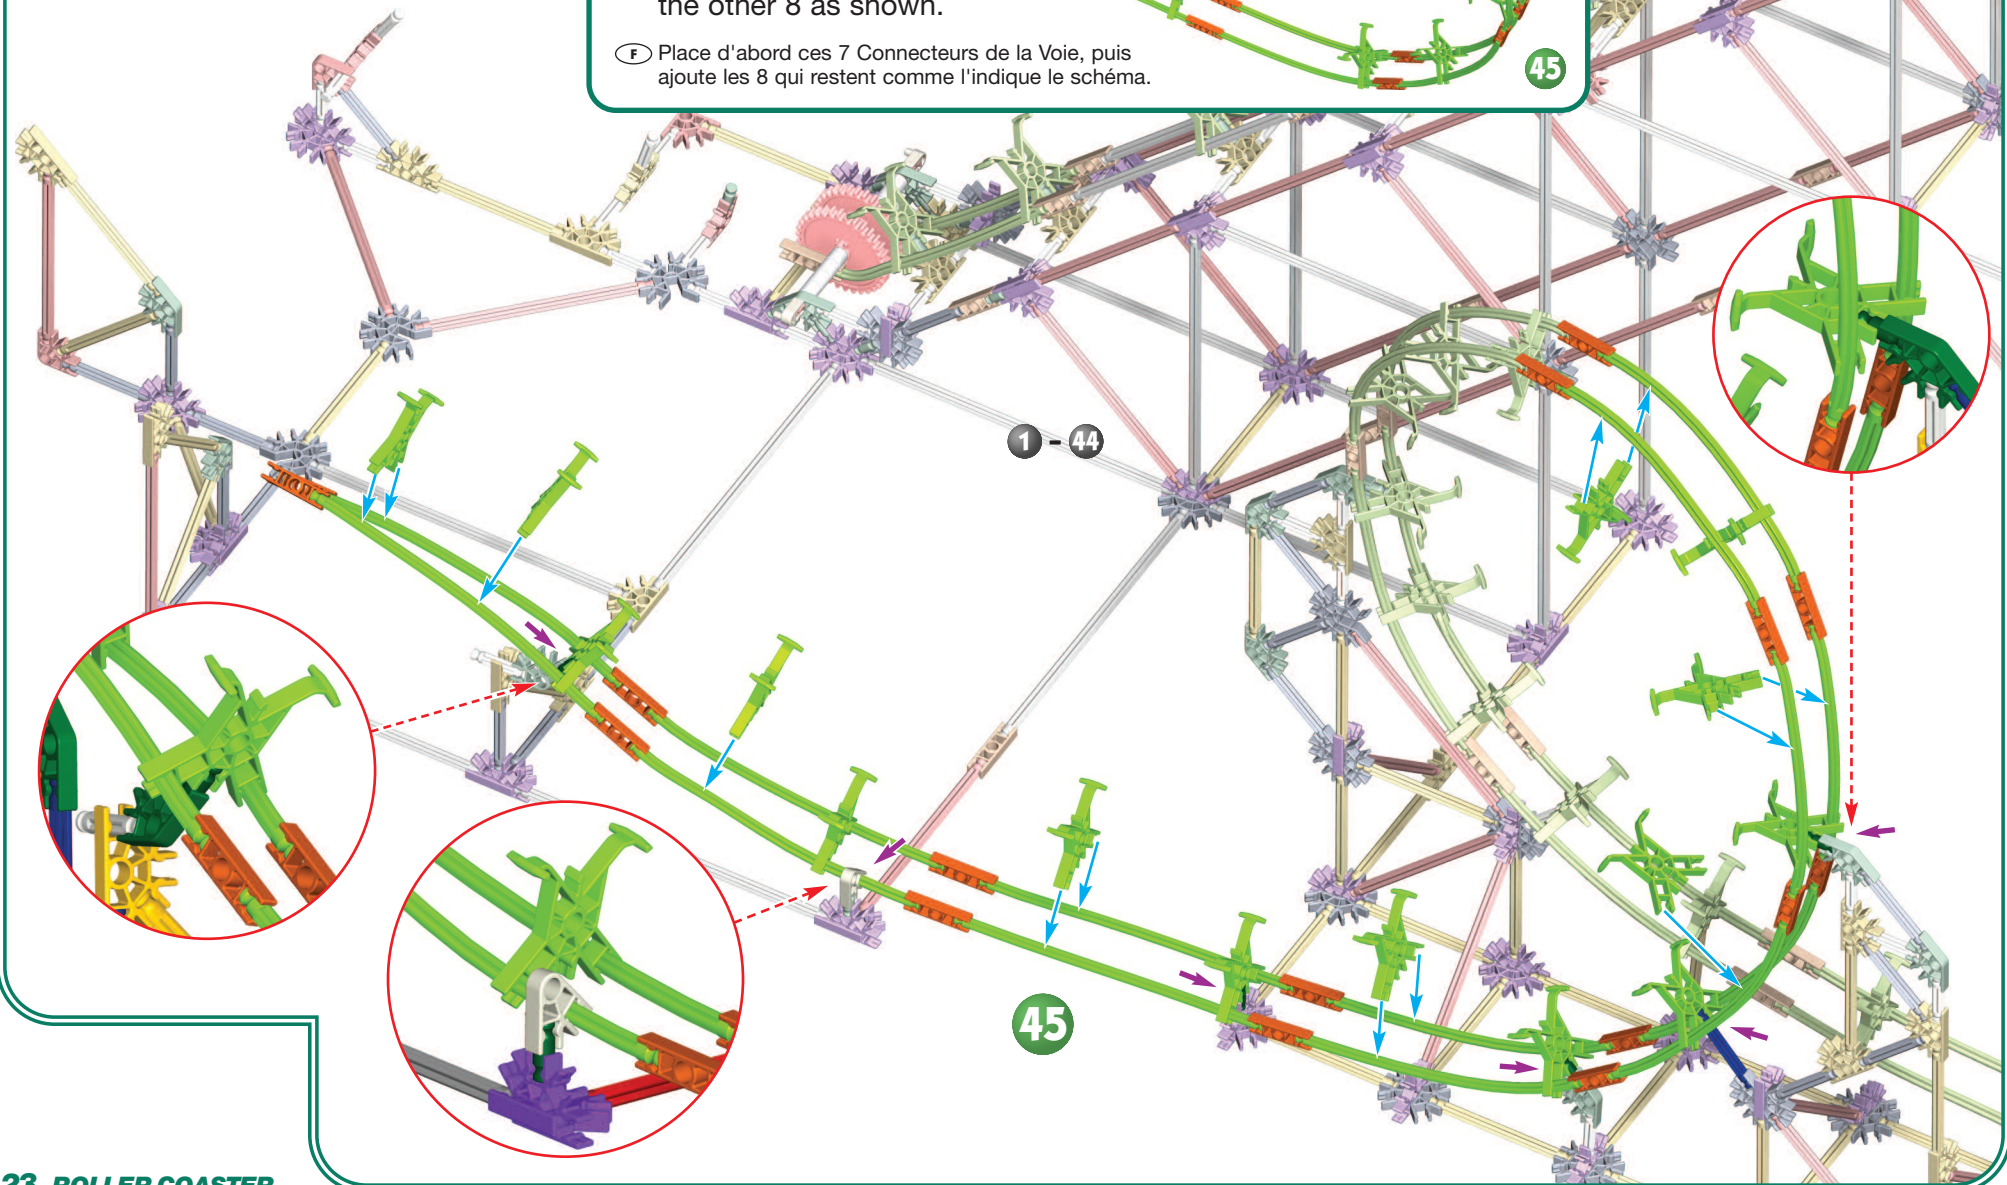 the other 8 as shown.
F Place d'abord ces 7 Connecteurs de la Voie, puis
ajoute les 8 qui restent comme l'indique le schéma.
45
1 - 44
45
23 ROLLER COASTER